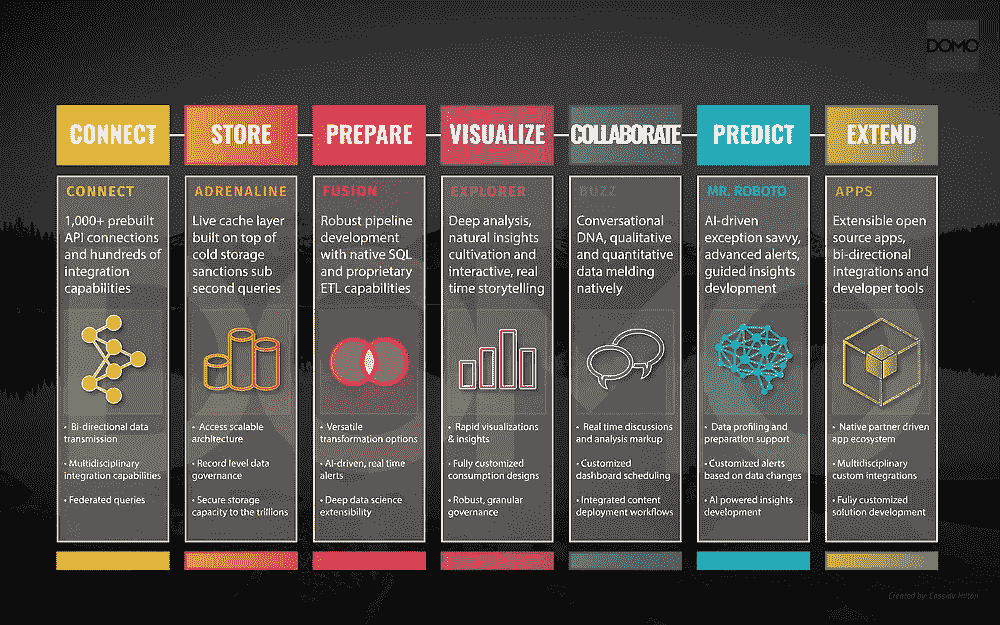 DOMO
CONNECT
STORE
PREPARE
VISUALIZE
COLLABORATE
PREDICT
EXTEND
CONNECT
1,000+ prebuilt
API connections
and hundreds of
integration
capabilities
• Bi-directional data
transmission
• Multidisciplinary
integration capabilities
• Federated queries
ADRENALINE
Live cache layer
built on top of
cold storage
sanctions sub
second queries
• Access scalable
architecture
• Record level data
governance
• Secure storage
capacity to the trillions
FUSION
Robust pipeline
development
with native SQL
and proprietary
ETL capabilities
• Versatile
transformation options
• AI-driven, real time
alerts
• Deep data science
extensibility
EXPLORER
Deep analysis,
natural insights
cultivation and
interactive, real
time storytelling
• Rapid visualizations
& insights
• Fully customized
consumption designs
• Robust, granular
governance
BUZZ
Conversational
DNA, qualitative
and quantitative
data melding
natively
• Real time discussions
and analysis markup
• Customized
dashboard scheduling
• Integrated content
deployment workflows
MR. ROBOTO
AI-driven
exception savvy,
advanced alerts,
guided insights
devlopment
• Data profiling and
preparation support
• Customized alerts
based on data changes
• AI powered insights
development
APPS
Extensible open
source apps,
bi-directional
integrations and
developer tools
• Native partner driven
app ecosystem
• Multidisciplinary
custom integrations
• Fully customized
solution development
Created by Cassidy Hilton